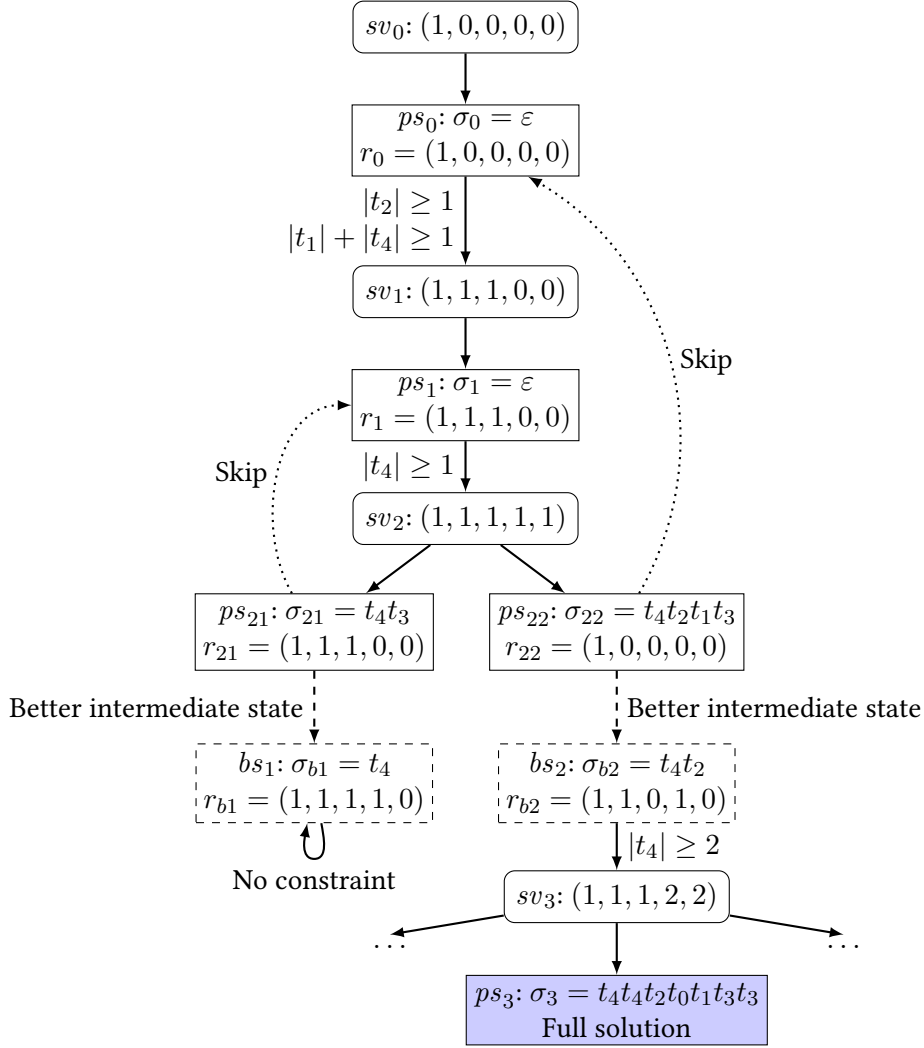 sv₀: (1, 0, 0, 0, 0)
ps₀: σ₀ = ε
r₀ = (1, 0, 0, 0, 0)
|t₂| ≥ 1
|t₁| + |t₄| ≥ 1
sv₁: (1, 1, 1, 0, 0)
Skip
ps₁: σ₁ = ε
r₁ = (1, 1, 1, 0, 0)
Skip
|t₄| ≥ 1
sv₂: (1, 1, 1, 1, 1)
ps₂₁: σ₂₁ = t₄t₃
r₂₁ = (1, 1, 1, 0, 0)
ps₂₂: σ₂₂ = t₄t₂t₁t₃
r₂₂ = (1, 0, 0, 0, 0)
Better intermediate state
Better intermediate state
bs₁: σ_b1 = t₄
r_b1 = (1, 1, 1, 1, 0)
bs₂: σ_b2 = t₄t₂
r_b2 = (1, 1, 0, 1, 0)
No constraint
|t₄| ≥ 2
sv₃: (1, 1, 1, 2, 2)
...
...
ps₃: σ₃ = t₄t₄t₂t₀t₁t₃t₃
Full solution